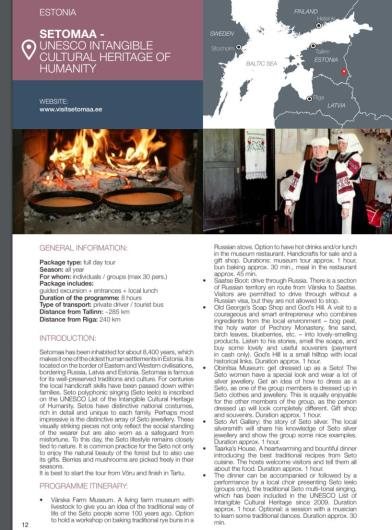 ESTONIA
SETOMAA -
UNESCO INTANGIBLE
CULTURAL HERITAGE OF
HUMANITY
WEBSITE:
www.visitsetomaa.ee
FINLAND
Helsinki
SWEDEN
Stockholm
Tallinn
ESTONIA
BALTIC SEA
Riga
LATVIA
GENERAL INFORMATION:
Package type: full day tour
Season: all year
For whom: individuals / groups (max 30 pers.)
Package includes:
guided excursion + entrances + local lunch
Duration of the programme: 8 hours
Type of transport: private driver / tourist bus
Distance from Tallinn: ~285 km
Distance from Riga: 240 km
INTRODUCTION:
Setomaa has been inhabited for about 8,400 years, which
makes it one of the oldest human settlements in Estonia. It is
located on the border of Eastern and Western civilisations,
bordering Russia, Latvia and Estonia. Setomaa is famous
for its well-preserved traditions and culture. For centuries
the local handicraft skills have been passed down within
families. Seto polyphonic singing (Seto leelo) is inscribed
on the UNESCO List of the Intangible Cultural Heritage
of Humanity. Setos have distinctive national costumes,
rich in detail and unique to each family. Perhaps most
impressive is the distinctive array of Seto jewellery. These
visually striking pieces not only reflect the social standing
of the wearer but are also worn as a safeguard from
misfortune. To this day, the Seto lifestyle remains closely
tied to nature. It is common practice for the Seto not only
to enjoy the natural beauty of the forest but also to use
its gifts. Berries and mushrooms are picked freely in their
seasons.
It is best to start the tour from Võru and finish in Tartu.
PROGRAMME ITINERARY:
• Värska Farm Museum. A living farm museum with
livestock to give you an idea of the traditional way of
life of the Seto people some 100 years ago. Option
to hold a workshop on baking traditional rye buns in a
12
Russian stove. Option to have hot drinks and/or lunch
in the museum restaurant. Handicrafts for sale and a
gift shop. Durations: museum tour approx. 1 hour,
bun baking approx. 30 min., meal in the restaurant
approx. 45 min.
• Saatse Boot: drive through Russia. There is a section
of Russian territory en route from Värska to Saatse.
Visitors are permitted to drive through without a
Russian visa, but they are not allowed to stop.
• Old George's Soap Shop and God's Hill. A visit to a
courageous and smart entrepreneur who combines
ingredients from the local environment – bog peat,
the holy water of Pechory Monastery, fine sand,
birch leaves, blueberries, etc. – into lovely-smelling
products. Listen to his stories, smell the soaps, and
buy some lovely and useful souvenirs (payment
in cash only). God's Hill is a small hilltop with local
historical links. Duration approx. 1 hour.
• Obinitsa Museum: get dressed up as a Seto! The
Seto women have a special look and wear a lot of
silver jewellery. Get an idea of how to dress as a
Seto, as one of the group members is dressed up in
Seto clothes and jewellery. This is equally enjoyable
for the other members of the group, as the person
dressed up will look completely different. Gift shop
and souvenirs. Duration approx. 1 hour.
• Seto Art Gallery: the story of Seto silver. The local
silversmith will share his knowledge of Seto silver
jewellery and show the group some nice examples.
Duration approx. 1 hour.
• Taarka's House. A heartwarming and bountiful dinner
introducing the best traditional recipes from Seto
cuisine. The hosts welcome visitors and tell them all
about the food. Duration approx. 1 hour.
The dinner can be accompanied or followed by a
performance by a local choir presenting Seto leelo
(groups only), the traditional Seto multi-tonal singing,
which has been included in the UNESCO List of
Intangible Cultural Heritage since 2009. Duration
approx. 1 hour. Optional: a session with a musician
to learn some traditional dances. Duration approx. 30
min.